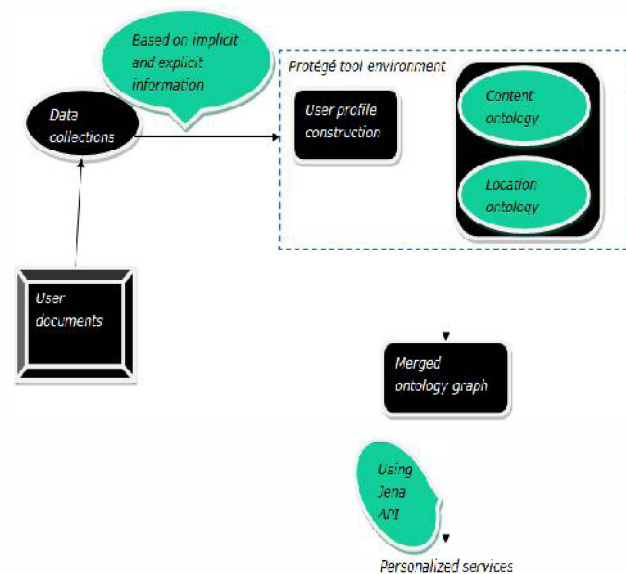 Based on implicit
and explicit
information
Protégé tool environment
Data
collections
User profile
construction
Content
ontology
Location
ontology
User
documents
Merged
ontology graph
Using
Jena
API
Personalized services